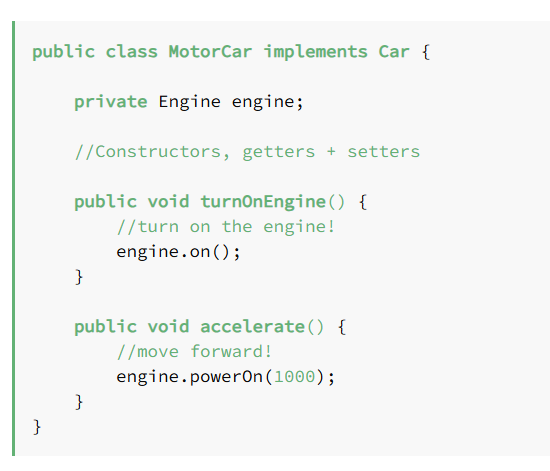 public class MotorCar implements Car {
private Engine engine;
//Constructors, getters + setters
public void turnOnEngine() {
//turn on the engine!
engine.on();
}
public void accelerate() {
//move forward!
engine.powerOn(1000);
}
}